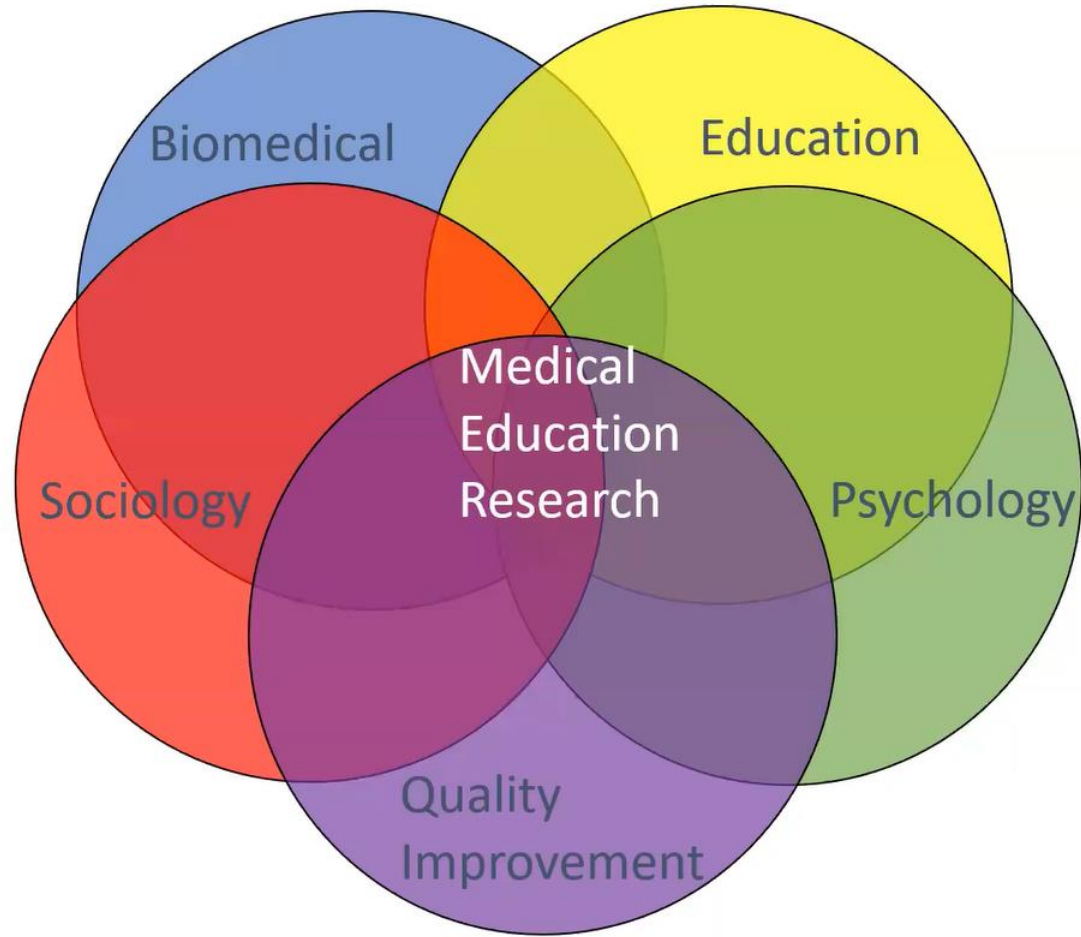 Biomedical
Education
Medical
Education
Research
Sociology
Psychology
Quality
Improvement